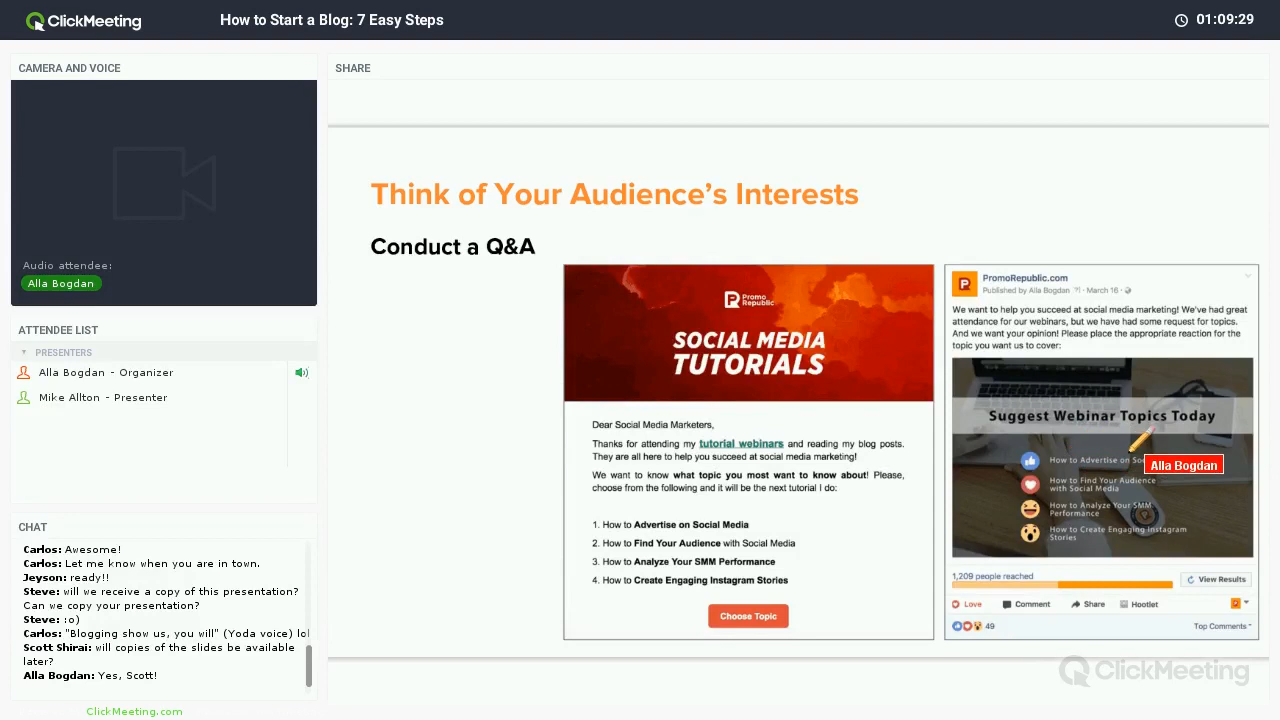 ClickMeeting
How to Start a Blog: 7 Easy Steps
01:09:29
CAMERA AND VOICE
Audio attendee:
Alla Bogdan
ATTENDEE LIST
PRESENTERS
Alla Bogdan - Organizer
Mike Allton - Presenter
CHAT
Carlos: Awesome!
Carlos: Let me know when you are in town.
Jeyson: ready!!
Steve: will we receive a copy of this presentation?
Can we copy your presentation?
Steve: :o)
Carlos: "Blogging show us, you will" (Yoda voice) lol
Scott Shirai: will copies of the slides be available
later?
Alla Bogdan: Yes, Scott!
ClickMeeting.com
SHARE
Think of Your Audience's Interests
Conduct a Q&A
Promo
Republic
SOCIAL MEDIA
TUTORIALS
Dear Social Media Marketers,
Thanks for attending my tutorial webinars and reading my blog posts.
They are all here to help you succeed at social media marketing!
We want to know what topic you most want to know about! Please,
choose from the following and it will be the next tutorial I do:
1. How to Advertise on Social Media
2. How to Find Your Audience with Social Media
3. How to Analyze Your SMM Performance
4. How to Create Engaging Instagram Stories
Choose Topic
PromoRepublic.com
Published by Alla Bogdan [?] · March 16 ·
We want to help you succeed at social media marketing! We've had great
attendance for our webinars, but we have had some request for topics.
And we want your opinion! Please place the appropriate reaction for the
topic you want us to cover:
Suggest Webinar Topics Today
How to Advertise on
Alla Bogdan
How to Find Your Audience
with Social Media
How to Analyze Your SMM
Performance
How to Create Engaging Instagram
Stories
1,209 people reached
View Results
Love Comment Share Hootlet
49
Top Comments
ClickMeeting